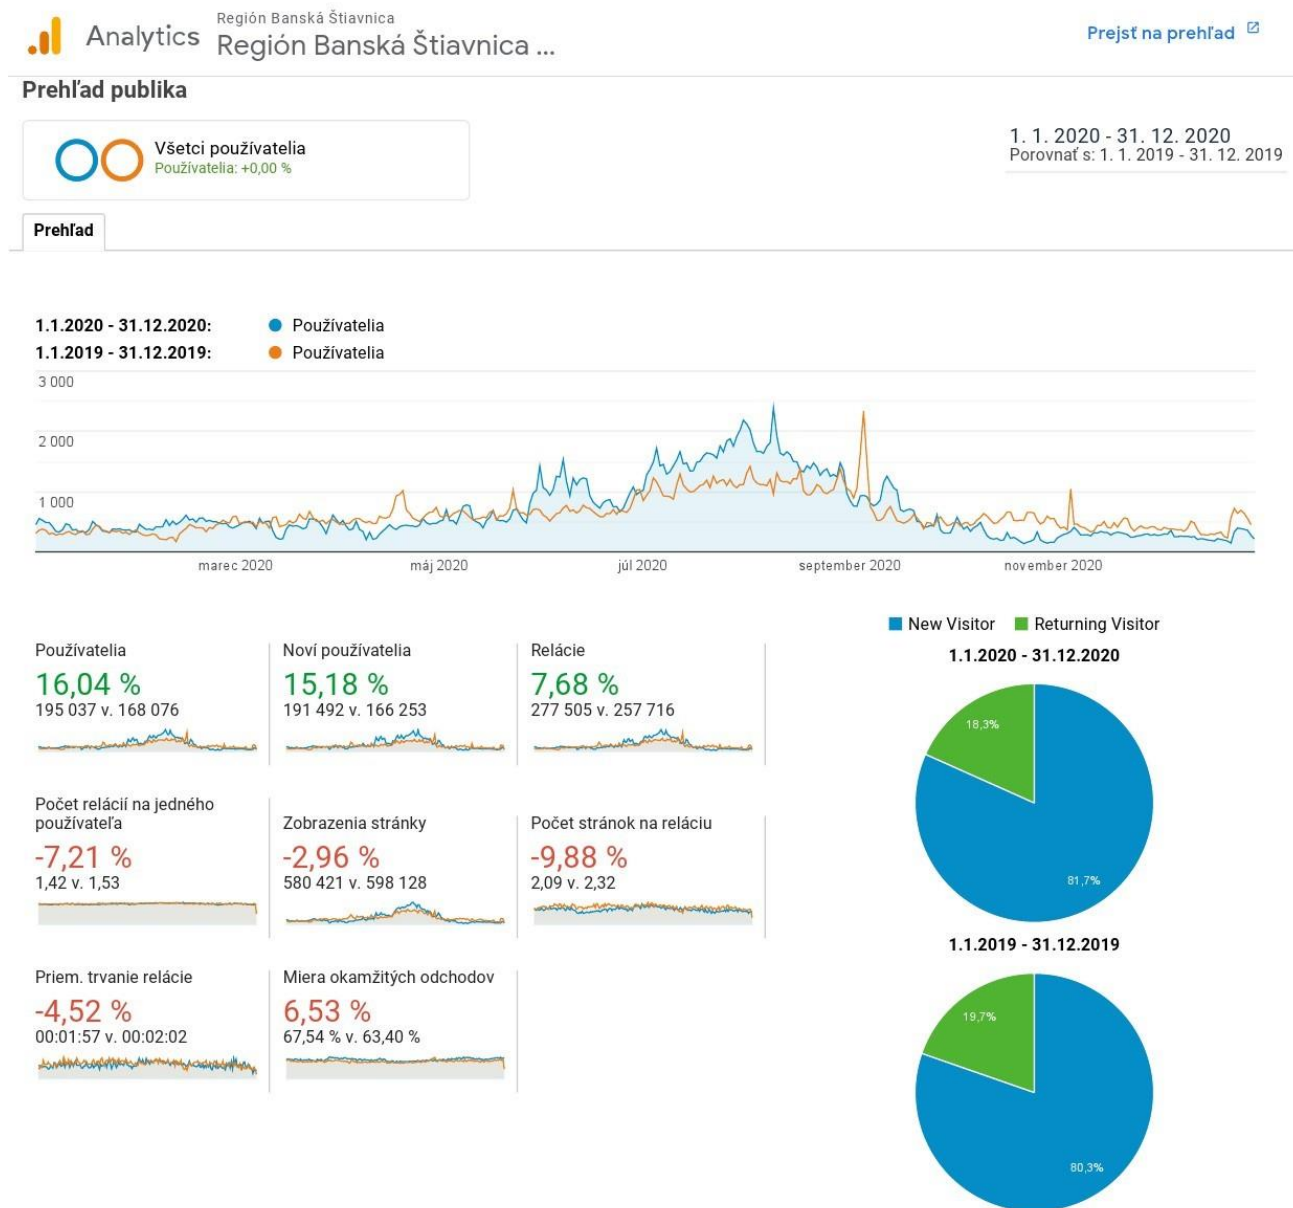 Analytics
Región Banská Štiavnica
Región Banská Štiavnica ...
Prejsť na prehľad
Prehľad publika
Všetci používatelia
Používatelia: +0,00 %
1. 1. 2020 - 31. 12. 2020
Porovnať s: 1. 1. 2019 - 31. 12. 2019
Prehľad
1.1.2020 - 31.12.2020: Používatelia
1.1.2019 - 31.12.2019: Používatelia
3 000
2 000
1 000
marec 2020 máj 2020 júl 2020 september 2020 november 2020
Používatelia
16,04 %
195 037 v. 168 076
Noví používatelia
15,18 %
191 492 v. 166 253
Relácie
7,68 %
277 505 v. 257 716
Počet relácií na jedného
používateľa
-7,21 %
1,42 v. 1,53
Zobrazenia stránky
-2,96 %
580 421 v. 598 128
Počet stránok na reláciu
-9,88 %
2,09 v. 2,32
Priem. trvanie relácie
-4,52 %
00:01:57 v. 00:02:02
Miera okamžitých odchodov
6,53 %
67,54 % v. 63,40 %
New Visitor Returning Visitor
1.1.2020 - 31.12.2020
18,3%
81,7%
1.1.2019 - 31.12.2019
19,7%
80,3%